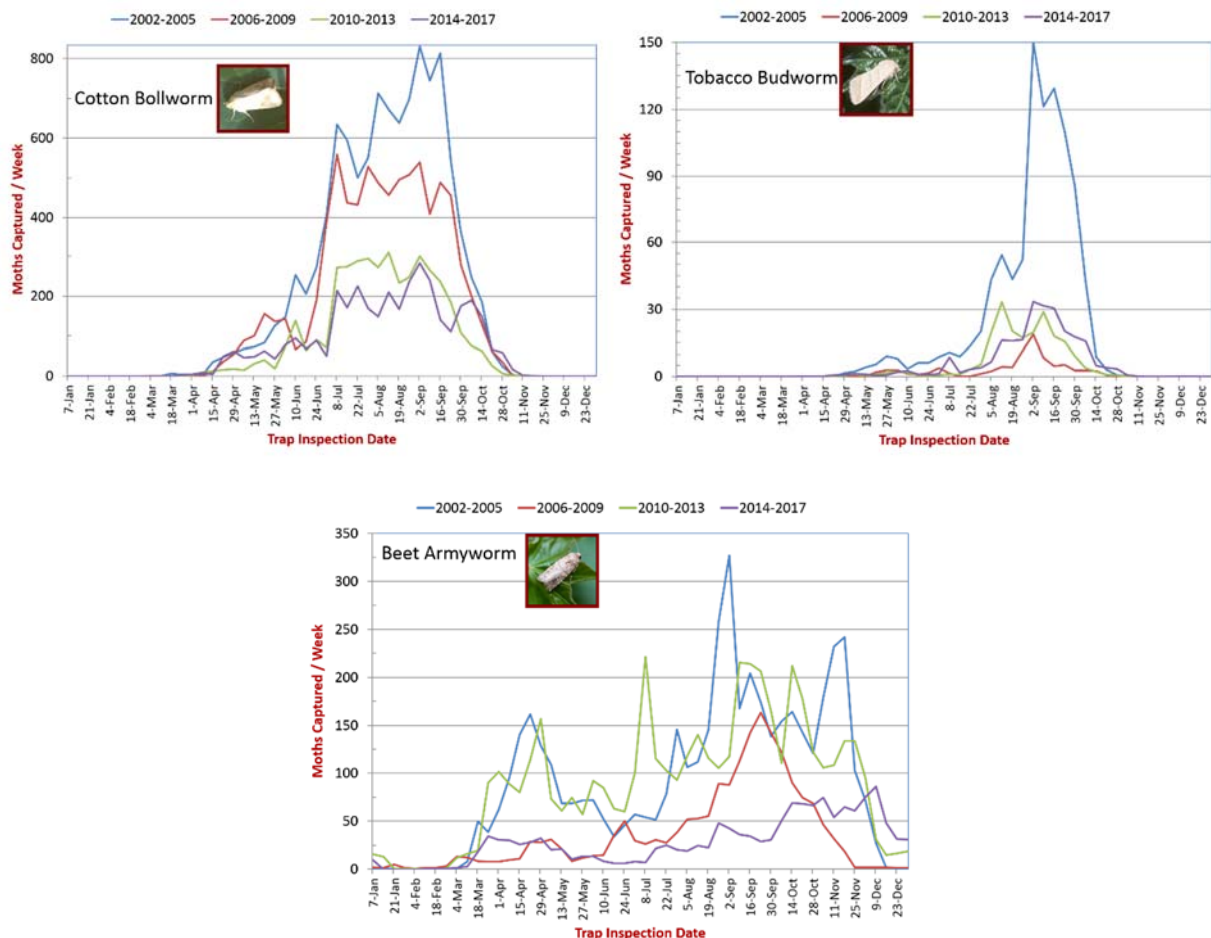 2002-2005 2006-2009 2010-2013 2014-2017
Cotton Bollworm
Moths Captured / Week
800
600
400
200
0
7-Jan 21-Jan 4-Feb 18-Feb 4-Mar 18-Mar 1-Apr 15-Apr 29-Apr 13-May 27-May 10-Jun 24-Jun 8-Jul 22-Jul 5-Aug 19-Aug 2-Sep 16-Sep 30-Sep 14-Oct 28-Oct 11-Nov 25-Nov 9-Dec 23-Dec
Trap Inspection Date
2002-2005 2006-2009 2010-2013 2014-2017
Tobacco Budworm
Moths Captured / Week
150
120
90
60
30
0
7-Jan 21-Jan 4-Feb 18-Feb 4-Mar 18-Mar 1-Apr 15-Apr 29-Apr 13-May 27-May 10-Jun 24-Jun 8-Jul 22-Jul 5-Aug 19-Aug 2-Sep 16-Sep 30-Sep 14-Oct 28-Oct 11-Nov 25-Nov 9-Dec 23-Dec
Trap Inspection Date
2002-2005 2006-2009 2010-2013 2014-2017
Beet Armyworm
Moths Captured / Week
350
300
250
200
150
100
50
0
7-Jan 21-Jan 4-Feb 18-Feb 4-Mar 18-Mar 1-Apr 15-Apr 29-Apr 13-May 27-May 10-Jun 24-Jun 8-Jul 22-Jul 5-Aug 19-Aug 2-Sep 16-Sep 30-Sep 14-Oct 28-Oct 11-Nov 25-Nov 9-Dec 23-Dec
Trap Inspection Date